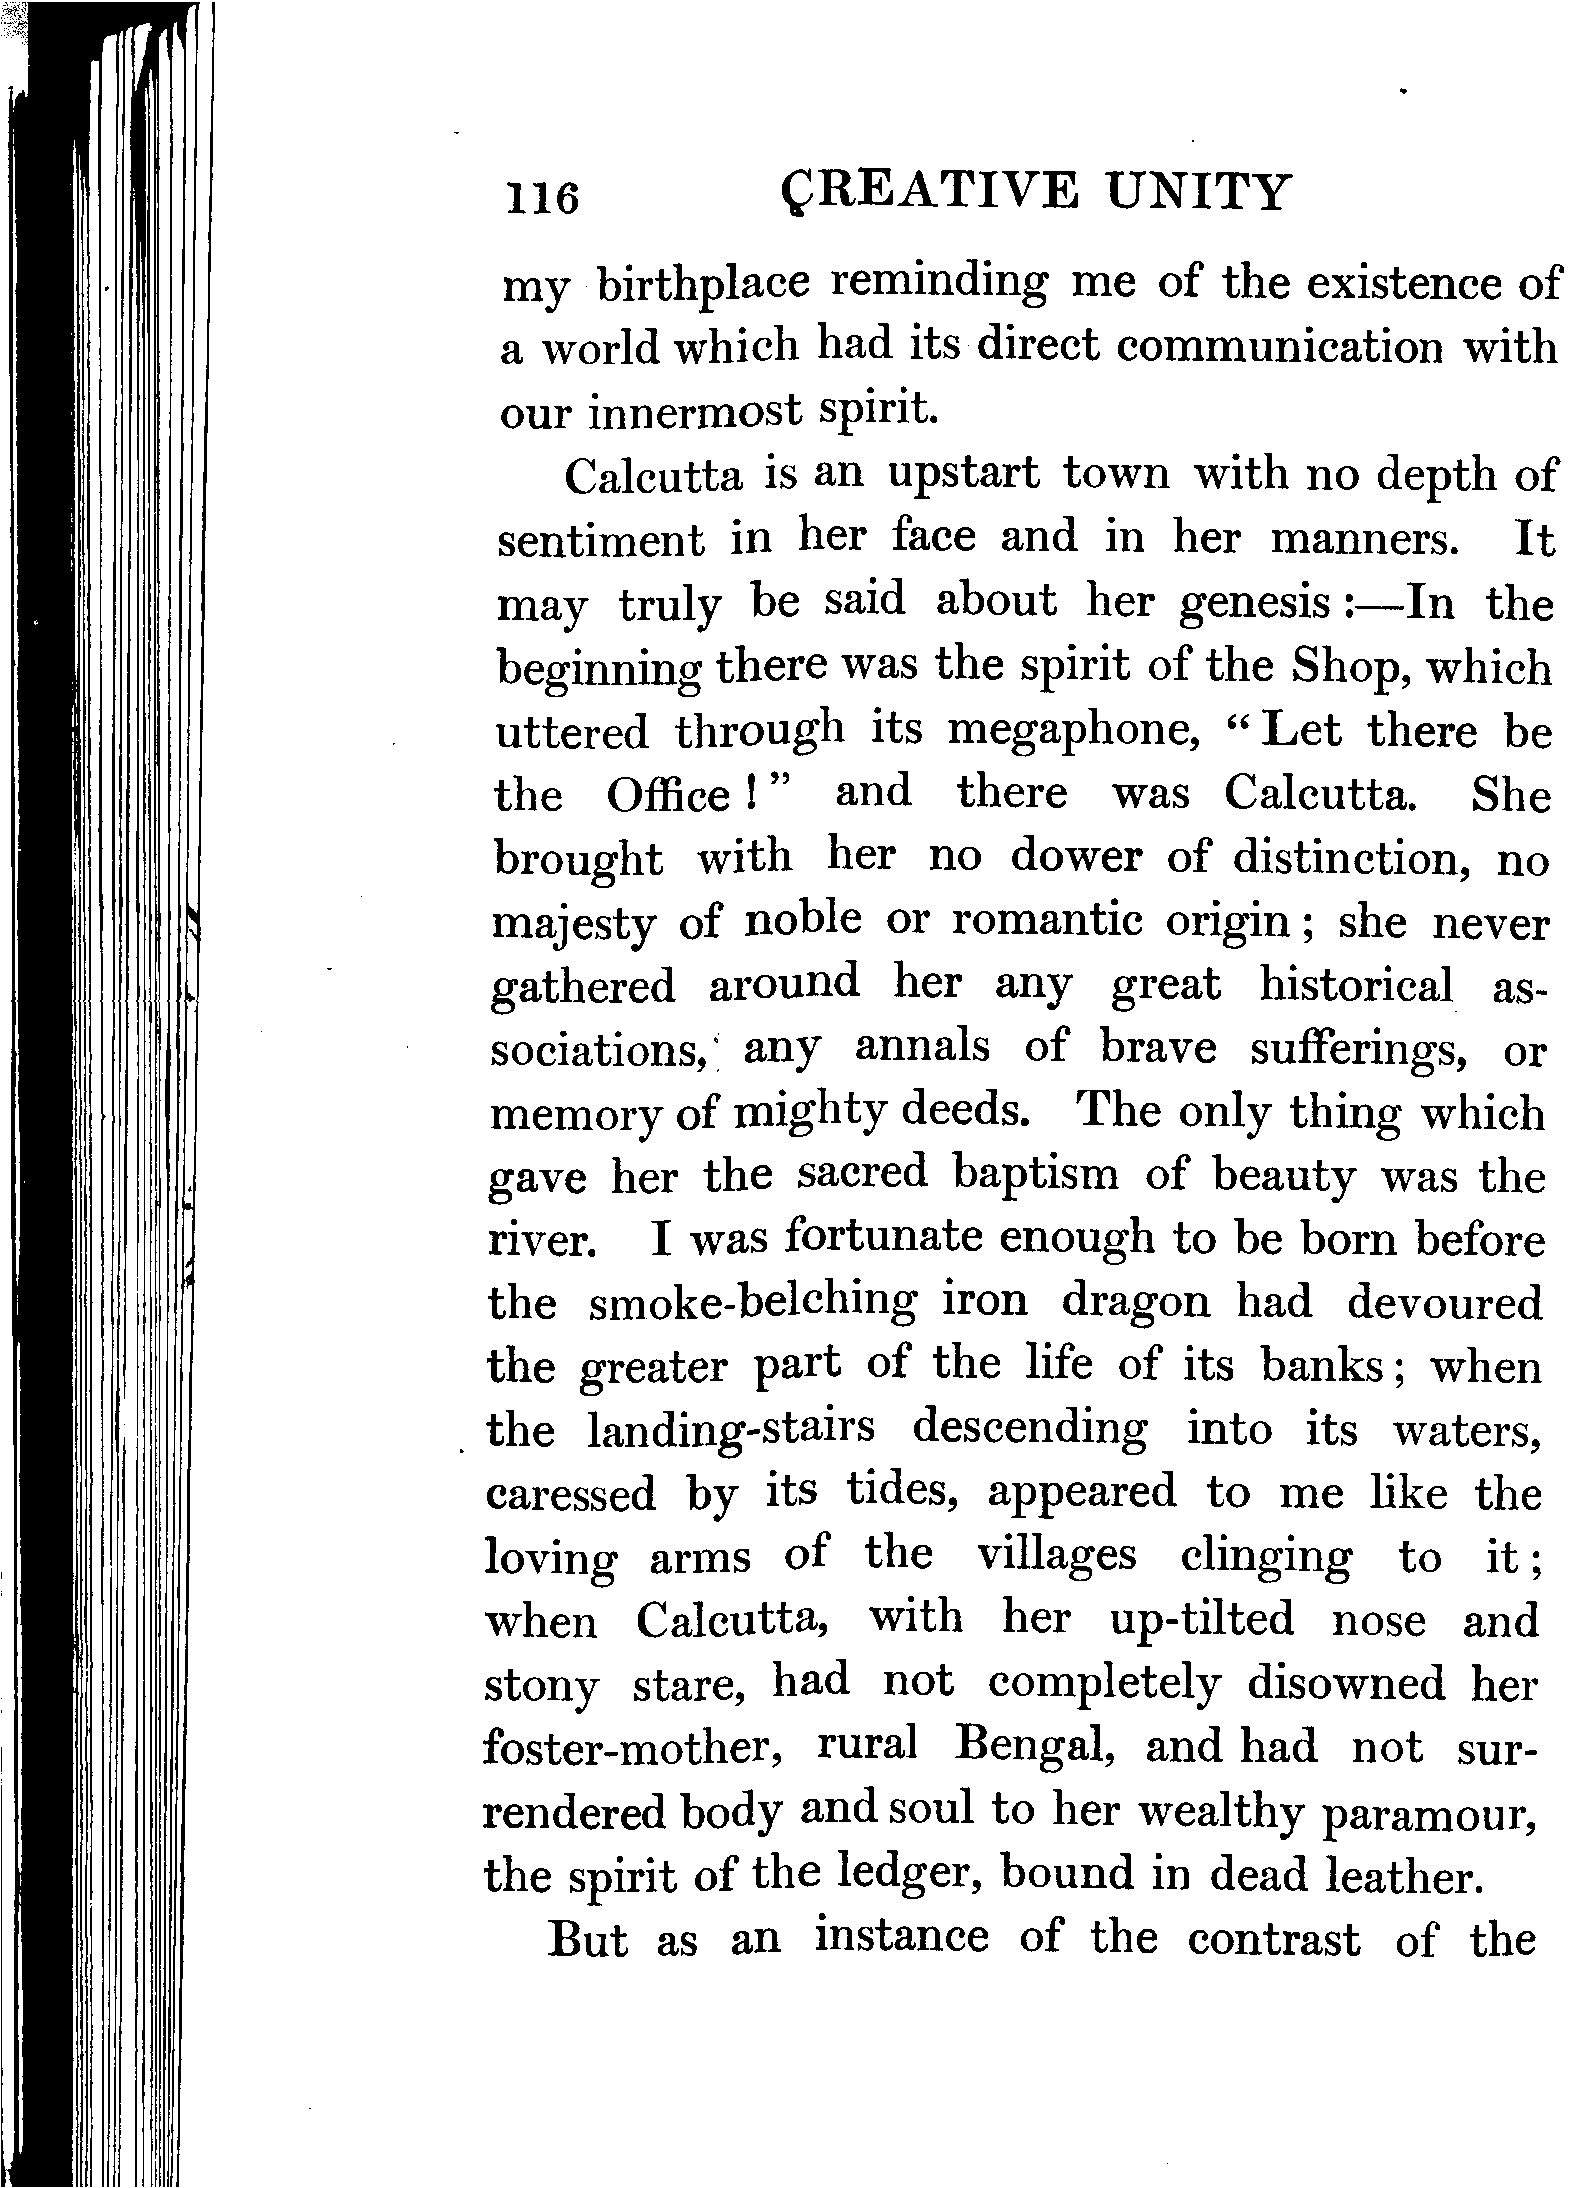 116 CREATIVE UNITY
my birthplace reminding me of the existence of
a world which had its direct communication with
our innermost spirit.
Calcutta is an upstart town with no depth of
sentiment in her face and in her manners. It
may truly be said about her genesis :—In the
beginning there was the spirit of the Shop, which
uttered through its megaphone, “ Let there be
the Office ! ” and there was Calcutta. She
brought with her no dower of distinction, no
majesty of noble or romantic origin ; she never
gathered around her any great historical as-
sociations, any annals of brave sufferings, or
memory of mighty deeds. The only thing which
gave her the sacred baptism of beauty was the
river. I was fortunate enough to be born before
the smoke-belching iron dragon had devoured
the greater part of the life of its banks ; when
the landing-stairs descending into its waters,
caressed by its tides, appeared to me like the
loving arms of the villages clinging to it ;
when Calcutta, with her up-tilted nose and
stony stare, had not completely disowned her
foster-mother, rural Bengal, and had not sur-
rendered body and soul to her wealthy paramour,
the spirit of the ledger, bound in dead leather.
But as an instance of the contrast of the